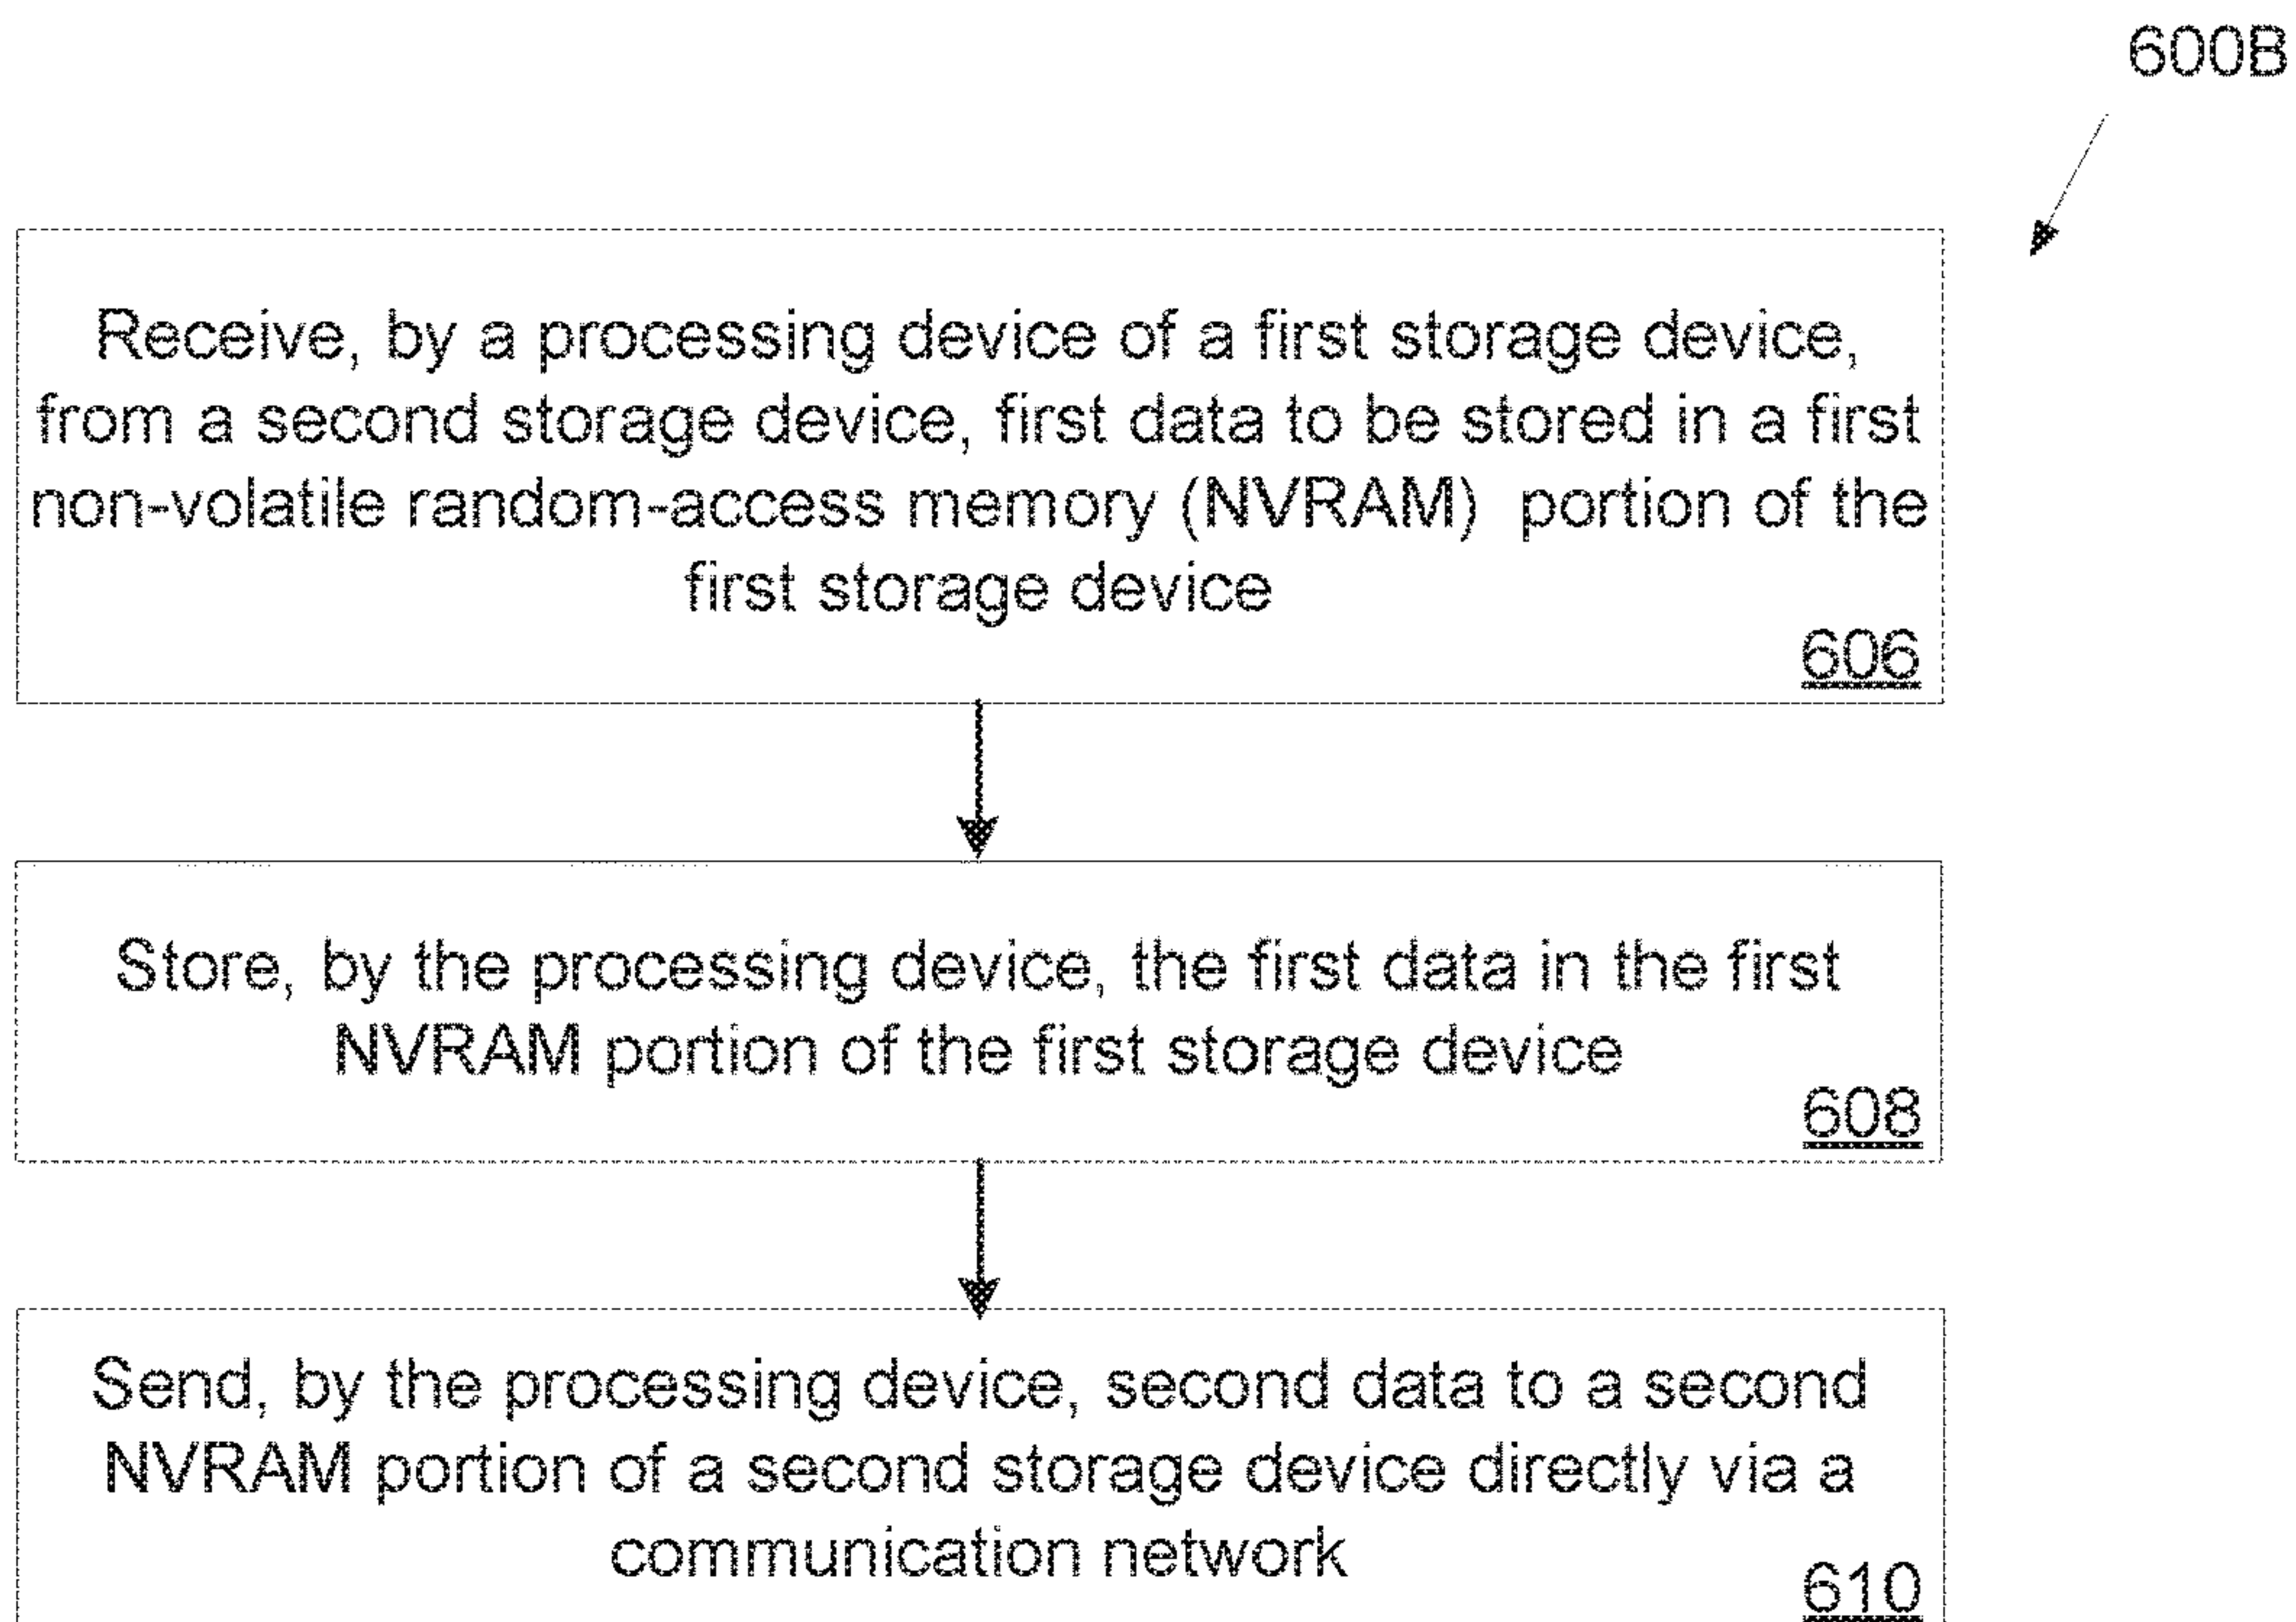 600B
Receive, by a processing device of a first storage device,
from a second storage device, first data to be stored in a first
non-volatile random-access memory (NVRAM) portion of the
first storage device
606
Store, by the processing device, the first data in the first
NVRAM portion of the first storage device
608
Send, by the processing device, second data to a second
NVRAM portion of a second storage device directly via a
communication network
610